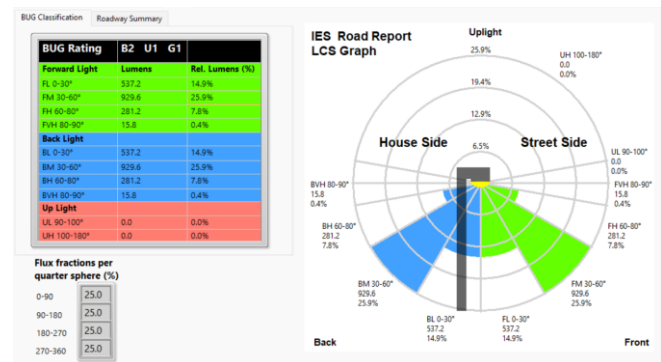 BUG Classification Roadway Summary
BUG Rating B2 U1 G1
Forward Light Lumens Rel. Lumens (%)
FL 0-30° 537.2 14.9%
FM 30-60° 929.6 25.9%
FH 60-80° 281.2 7.8%
FVH 80-90° 15.8 0.4%
Back Light
BL 0-30° 537.2 14.9%
BM 30-60° 929.6 25.9%
BH 60-80° 281.2 7.8%
BVH 80-90° 15.8 0.4%
Up Light
UL 90-100° 0.0 0.0%
UH 100-180° 0.0 0.0%
Flux fractions per
quarter sphere (%)
0-90 25.0
90-180 25.0
180-270 25.0
270-360 25.0
IES Road Report
LCS Graph
Uplight
25.9%
19.4%
12.9%
6.5%
UH 100-180°
0.0
0.0%
House Side
Street Side
UL 90-100°
0.0
0.0%
BVH 80-90°
15.8
0.4%
FVH 80-90°
15.8
0.4%
BH 60-80°
281.2
7.8%
FH 60-80°
281.2
7.8%
BM 30-60°
929.6
25.9%
FM 30-60°
929.6
25.9%
BL 0-30°
537.2
14.9%
FL 0-30°
537.2
14.9%
Back
Front